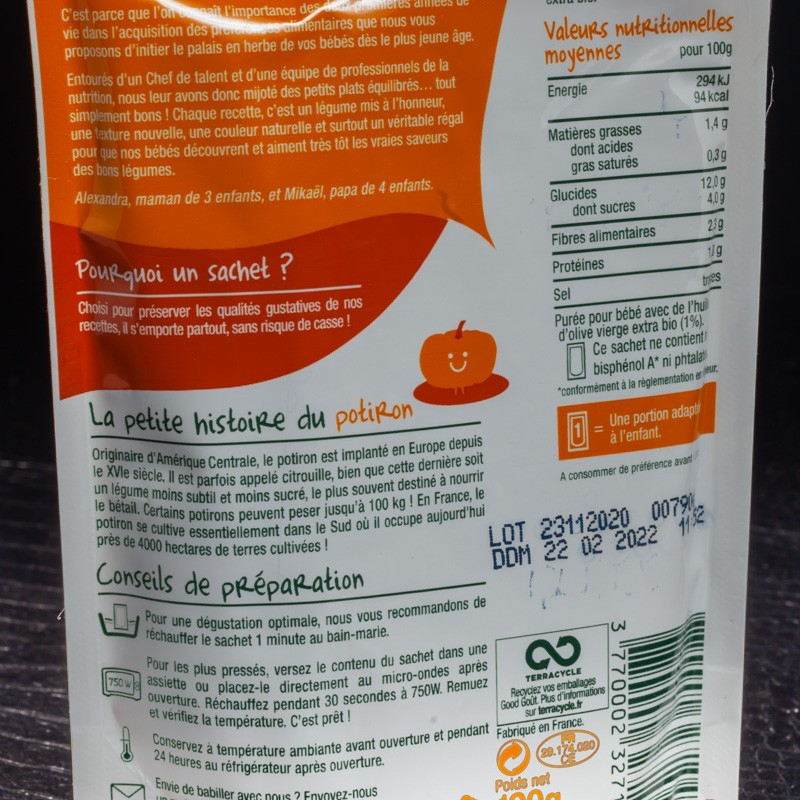 C'est parce que l'on connaît l'importance des deux premières années de
vie dans l'acquisition des préférences alimentaires que nous vous
proposons d'initier le palais en herbe de vos bébés dès le plus jeune âge.
Entourés d'un Chef de talent et d'une équipe de professionnels de la
nutrition, nous leur avons donc mijoté des petits plats équilibrés… tout
simplement bons ! Chaque recette, c'est un légume mis à l'honneur,
une texture nouvelle, une couleur naturelle et surtout un véritable régal
pour que nos bébés découvrent et aiment très tôt les vraies saveurs
des bons légumes.
Alexandra, maman de 3 enfants, et Mikaël, papa de 4 enfants.
Pourquoi un sachet ?
Choisi pour préserver les qualités gustatives de nos
recettes, il s'emporte partout, sans risque de casse !
La petite histoire du potiron
Originaire d'Amérique Centrale, le potiron est implanté en Europe depuis
le XVIe siècle. Il est parfois appelé citrouille, bien que cette dernière soit
un légume moins subtil et moins sucré, le plus souvent destiné à nourrir
le bétail. Certains potirons peuvent peser jusqu'à 100 kg ! En France, le
potiron se cultive essentiellement dans le Sud où il occupe aujourd'hui
près de 4000 hectares de terres cultivées !
Conseils de préparation
Pour une dégustation optimale, nous vous recommandons de
réchauffer le sachet 1 minute au bain-marie.
750W
Pour les plus pressés, versez le contenu du sachet dans une
assiette ou placez-le directement au micro-ondes après
ouverture. Réchauffez pendant 30 secondes à 750W. Remuez
et vérifiez la température. C'est prêt !
Conservez à température ambiante avant ouverture et pendant
24 heures au réfrigérateur après ouverture.
Envie de babiller avec nous ? Envoyez-nous
Valeurs nutritionnelles
moyennes pour 100g
Energie 294 kJ
94 kcal
Matières grasses 1,4 g
dont acides
gras saturés 0,3 g
Glucides 12,0 g
dont sucres 4,0 g
Fibres alimentaires
Protéines
Sel
Purée pour bébé avec de l'huile
d'olive vierge extra bio (1%).
Ce sachet ne contient
bisphénol A* ni
*conformément à la règlementation en
1 = Une portion
à l'enfant.
A consommer de préférence avant
LOT 23112020
DDM 22 02 2022
TERRACYCLE
Recyclez vos emballages
Good Goût. Plus d'informations
sur terracycle.fr
Fabriqué en France.
FR
29.174.020
CE
Poids net
3 770002 327